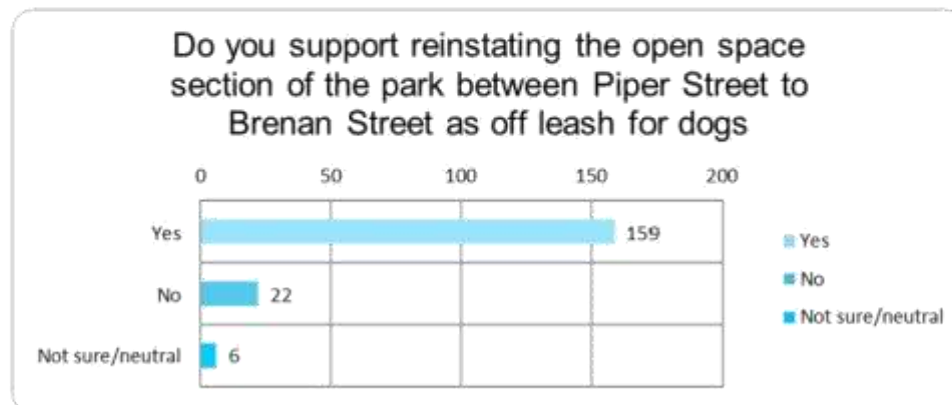 Do you support reinstating the open space
section of the park between Piper Street to
Brenan Street as off leash for dogs
0 50 100 150 200
Yes 159
No 22
Not sure/neutral 6
Yes
No
Not sure/neutral